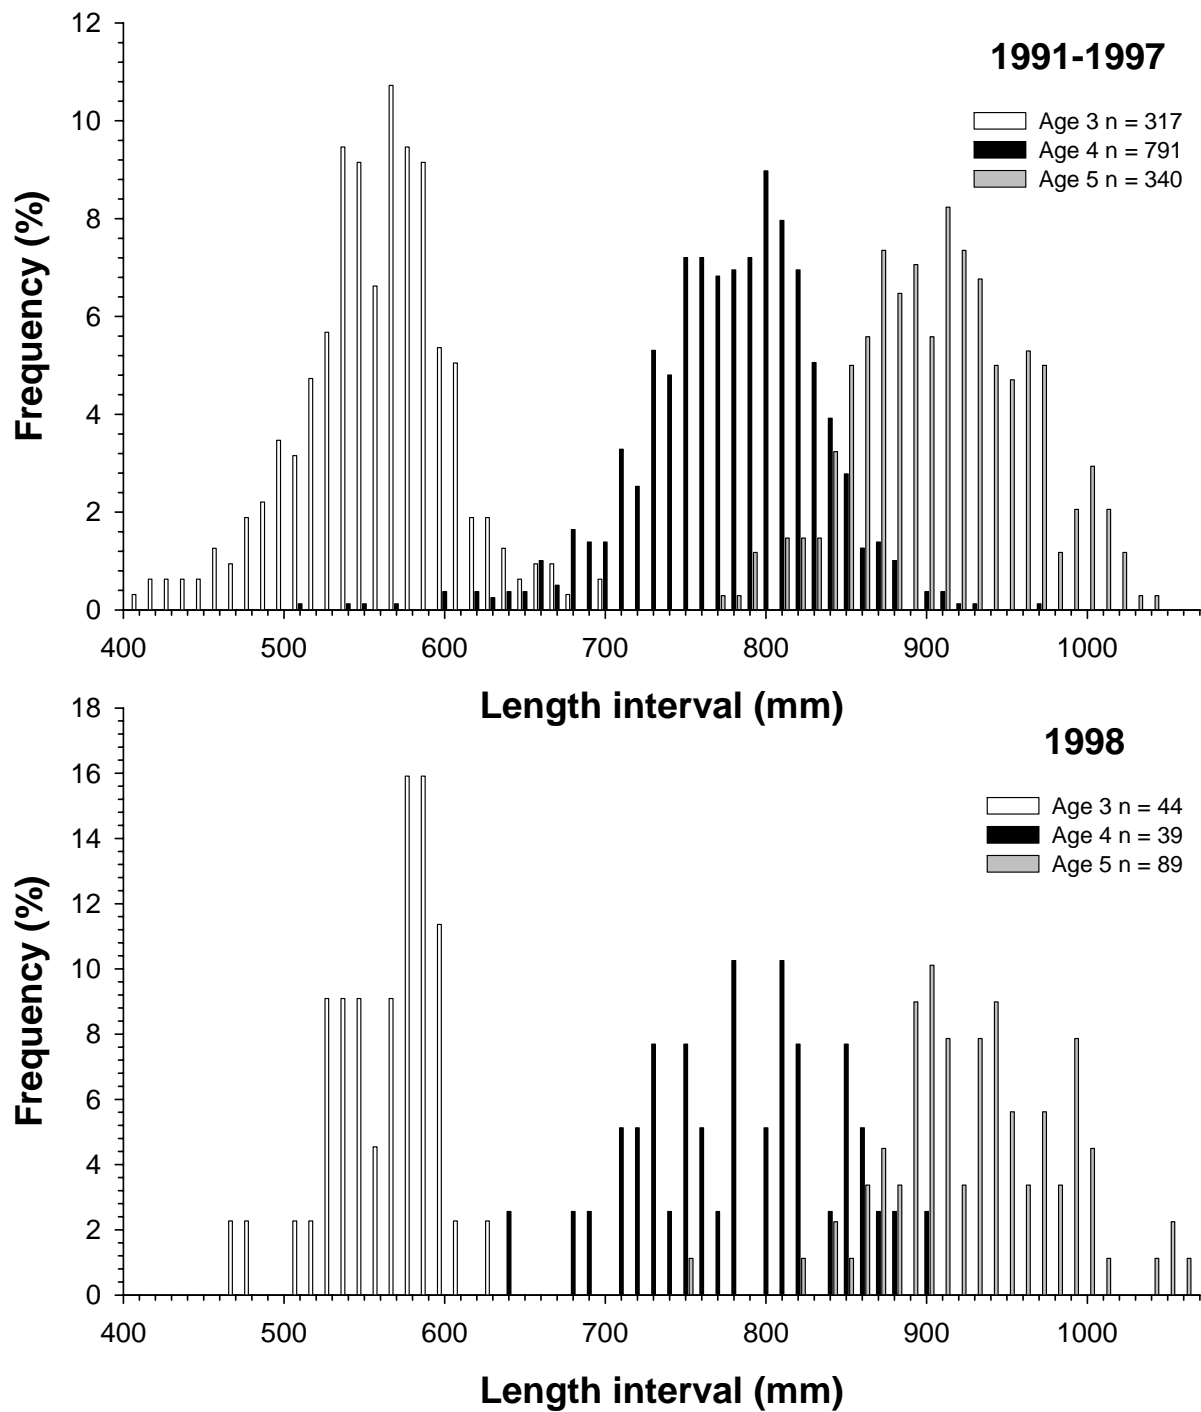 12
10
8
6
4
2
0
Frequency (%)
1991-1997
Age 3 n = 317
Age 4 n = 791
Age 5 n = 340
400 500 600 700 800 900 1000
Length interval (mm)
18
16
14
12
10
8
6
4
2
0
Frequency (%)
1998
Age 3 n = 44
Age 4 n = 39
Age 5 n = 89
400 500 600 700 800 900 1000
Length interval (mm)